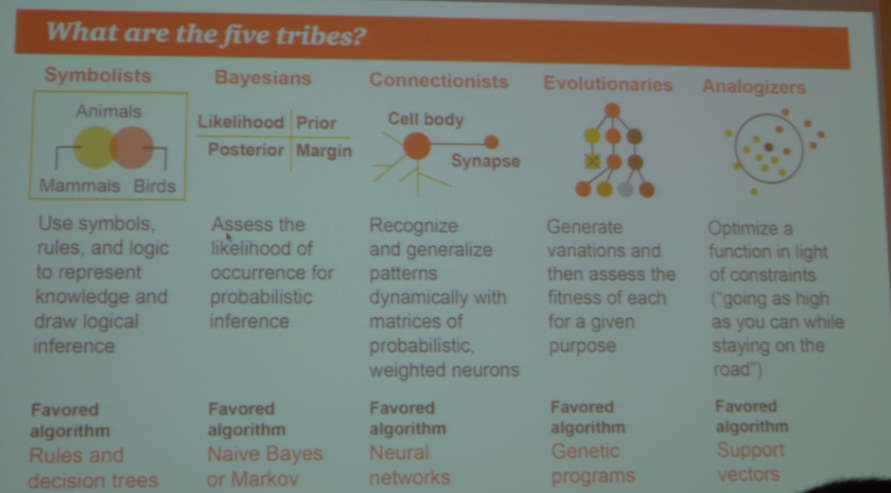 What are the five tribes?
Symbolists
Animals
Mammals Birds
Use symbols,
rules, and logic
to represent
knowledge and
draw logical
inference
Favored
algorithm
Rules and
decision trees
Bayesians
Likelihood Prior
Posterior Margin
Assess the
likelihood of
occurrence for
probabilistic
inference
Favored
algorithm
Naive Bayes
or Markov
Connectionists
Cell body
Synapse
Recognize
and generalize
patterns
dynamically with
matrices of
probabilistic,
weighted neurons
Favored
algorithm
Neural
networks
Evolutionaries
Generate
variations and
then assess the
fitness of each
for a given
purpose
Favored
algorithm
Genetic
programs
Analogizers
Optimize a
function in light
of constraints
("going as high
as you can while
staying on the
road")
Favored
algorithm
Support
vectors